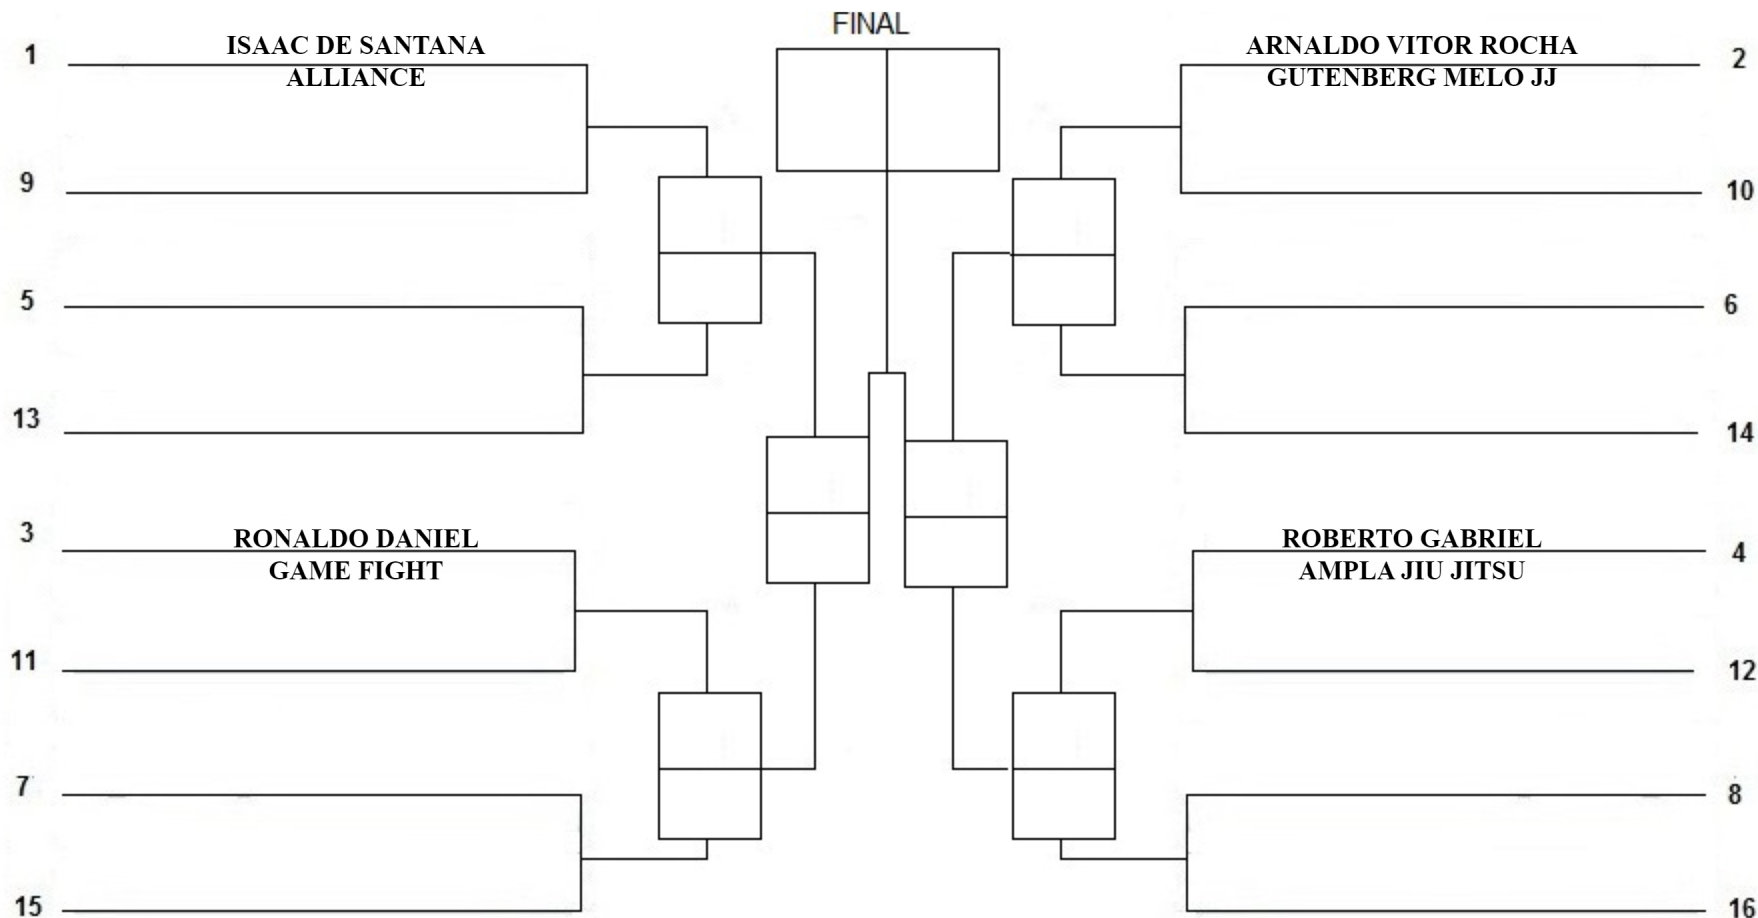 FINAL
1
ISAAC DE SANTANA
ALLIANCE
9
5
13
3
RONALDO DANIEL
GAME FIGHT
11
7
15
ARNALDO VITOR ROCHA
GUTENBERG MELO JJ
2
10
6
14
ROBERTO GABRIEL
AMPLA JIU JITSU
4
12
8
16